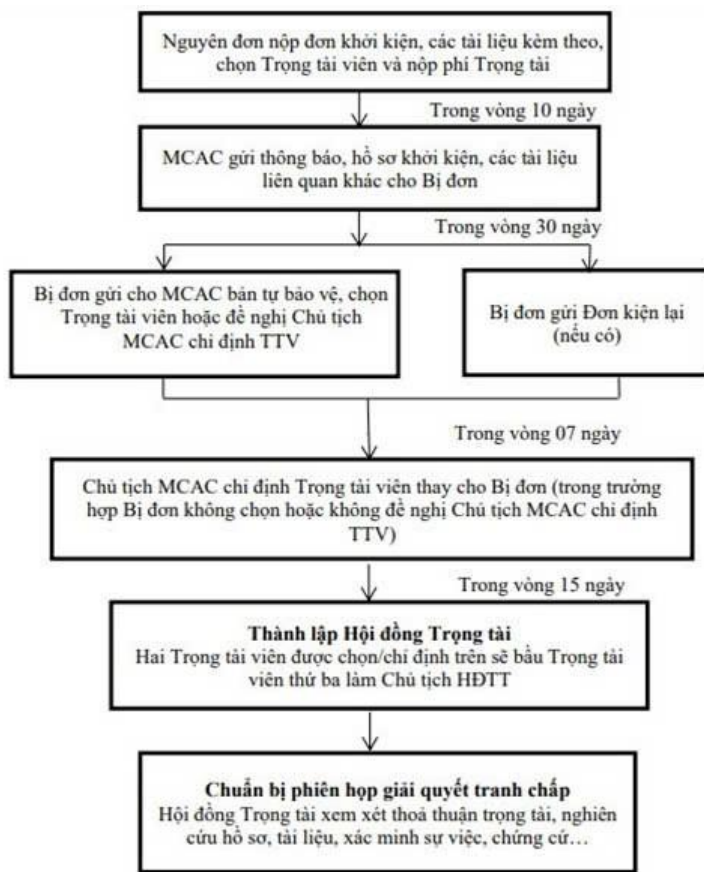 Nguyên đơn nộp đơn khởi kiện, các tài liệu kèm theo,
chọn Trọng tài viên và nộp phí Trọng tài
Trong vòng 10 ngày
MCAC gửi thông báo, hồ sơ khởi kiện, các tài liệu
liên quan khác cho Bị đơn
Trong vòng 30 ngày
Bị đơn gửi cho MCAC bản tự bảo vệ, chọn
Trọng tài viên hoặc đề nghị Chủ tịch
MCAC chỉ định TTV
Bị đơn gửi Đơn kiện lại
(nếu có)
Trong vòng 07 ngày
Chủ tịch MCAC chỉ định Trọng tài viên thay cho Bị đơn (trong trường
hợp Bị đơn không chọn hoặc không đề nghị Chủ tịch MCAC chỉ định
TTV)
Trong vòng 15 ngày
Thành lập Hội đồng Trọng tài
Hai Trọng tài viên được chọn/chỉ định trên sẽ bầu Trọng tài
viên thứ ba làm Chủ tịch HĐTT
Chuẩn bị phiên họp giải quyết tranh chấp
Hội đồng Trọng tài xem xét thoả thuận trọng tài, nghiên
cứu hồ sơ, tài liệu, xác minh sự việc, chứng cứ…